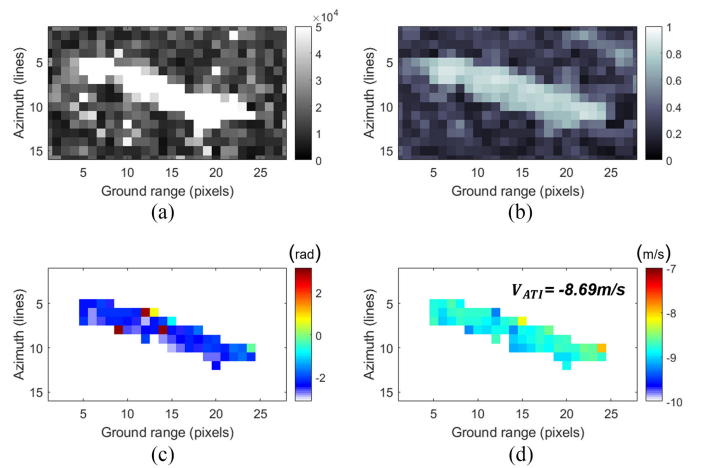 ×10⁴
5
10
15
Azimuth (lines)
5 10 15 20 25
Ground range (pixels)
5
4
3
2
1
0
(a)
5
10
15
Azimuth (lines)
5 10 15 20 25
Ground range (pixels)
1
0.8
0.6
0.4
0.2
0
(b)
(rad)
5
10
15
Azimuth (lines)
5 10 15 20 25
Ground range (pixels)
2
0
-2
(c)
(m/s)
V_ATI = -8.69m/s
5
10
15
Azimuth (lines)
5 10 15 20 25
Ground range (pixels)
-7
-8
-9
-10
(d)